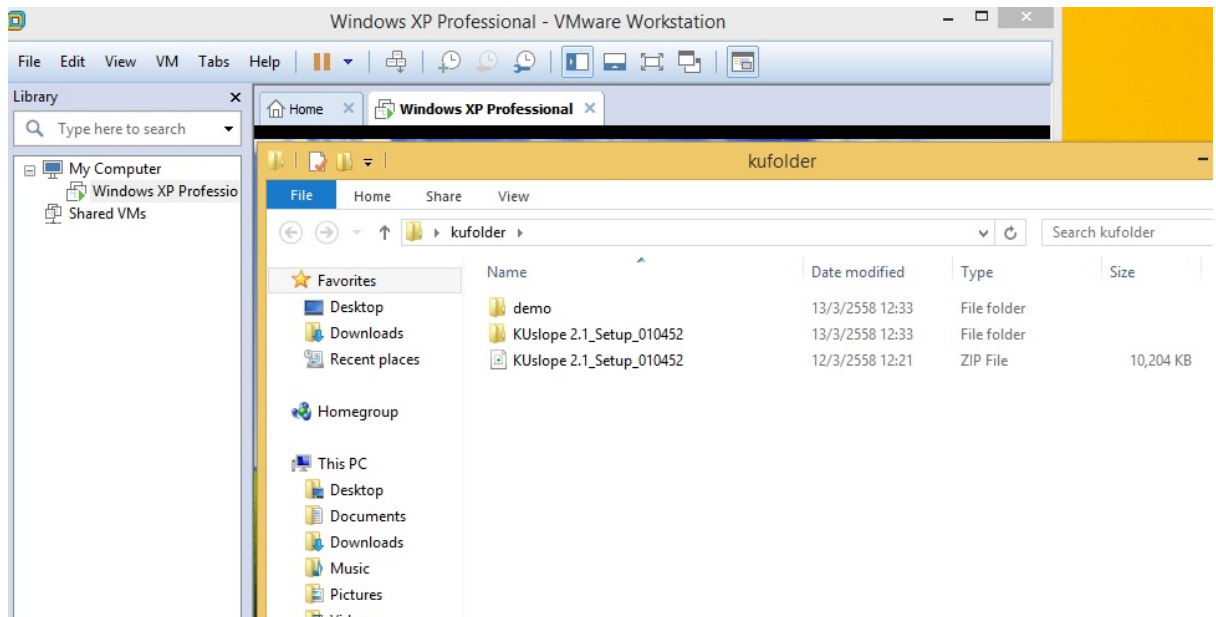 Windows XP Professional - VMware Workstation
File Edit View VM Tabs Help
Library
Type here to search
My Computer
Windows XP Professio
Shared VMs
Home
Windows XP Professional
kufolder
File Home Share View
kufolder
Search kufolder
Favorites
Desktop
Downloads
Recent places
Homegroup
This PC
Desktop
Documents
Downloads
Music
Pictures
Name Date modified Type Size
demo 13/3/2558 12:33 File folder
KUslope 2.1_Setup_010452 13/3/2558 12:33 File folder
KUslope 2.1_Setup_010452 12/3/2558 12:21 ZIP File 10,204 KB